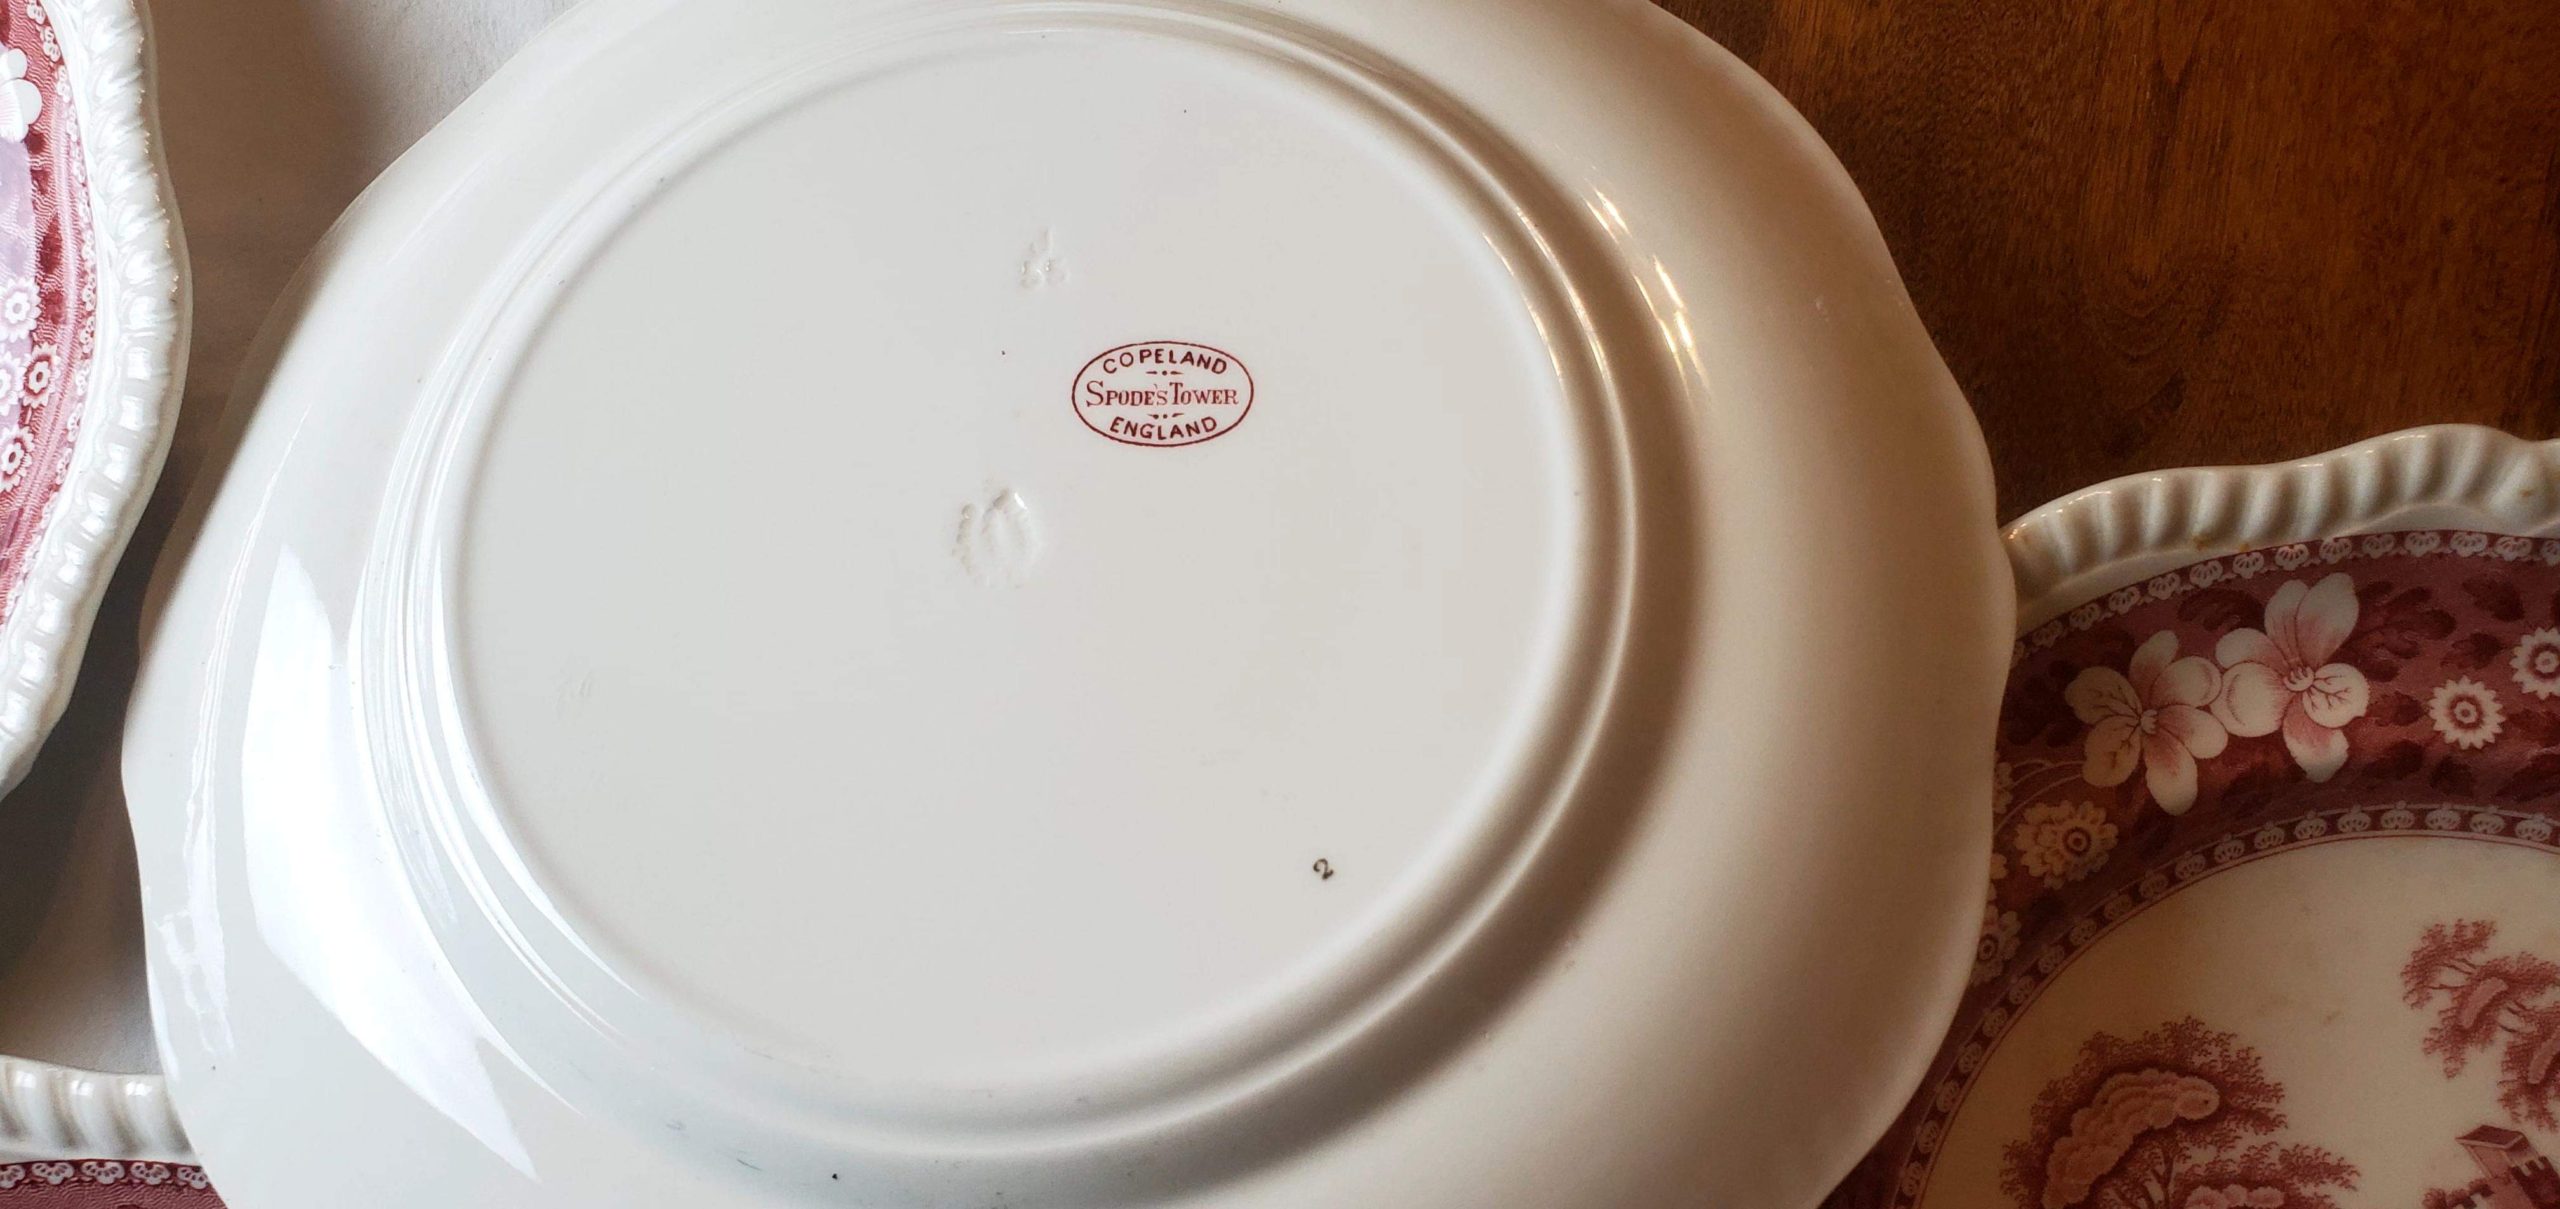 COPELAND
SPODE'S TOWER
ENGLAND
2